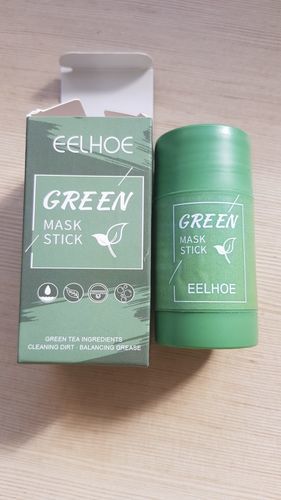 EELHOE
GREEN
MASK
STICK
GREEN TEA INGREDIENTS
CLEANING DIRT · BALANCING GREASE
GREEN
MASK
STICK
EELHOE